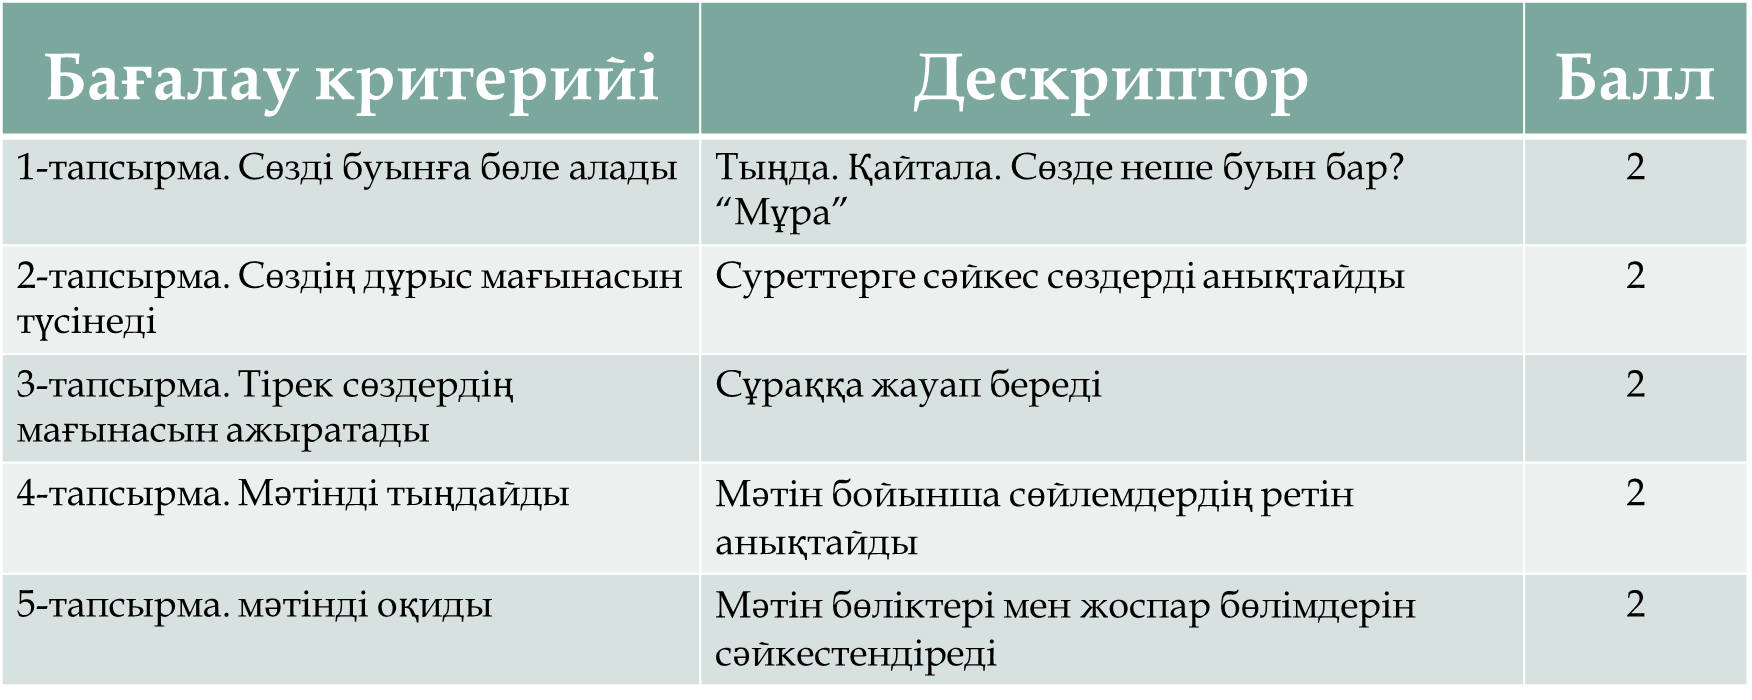 Бағалау критерийі
Дескриптор
Балл
1-тапсырма. Сөзді буынға бөле алады
Тыңда. Қайтала. Сөзде неше буын бар?
“Мұра”
2
2-тапсырма. Сөздің дұрыс мағынасын
түсінеді
Суреттерге сәйкес сөздерді анықтайды
2
3-тапсырма. Тірек сөздердің
мағынасын ажыратады
Сұраққа жауап береді
2
4-тапсырма. Мәтінді тыңдайды
Мәтін бойынша сөйлемдердің ретін
анықтайды
2
5-тапсырма. мәтінді оқиды
Мәтін бөліктері мен жоспар бөлімдерін
сәйкестендіреді
2